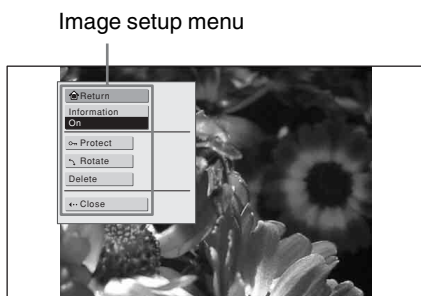 Image setup menu
Return
Information
On
Protect
Rotate
Delete
Close